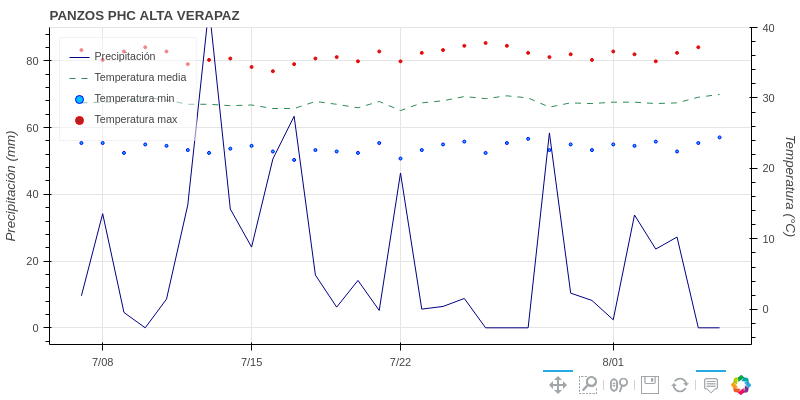 PANZOS PHC ALTA VERAPAZ
Precipitación
Temperatura media
Temperatura min
Temperatura max
Precipitación (mm)
80
60
40
20
0
40
30
20
10
0
Temperatura (°C)
7/08
7/15
7/22
8/01